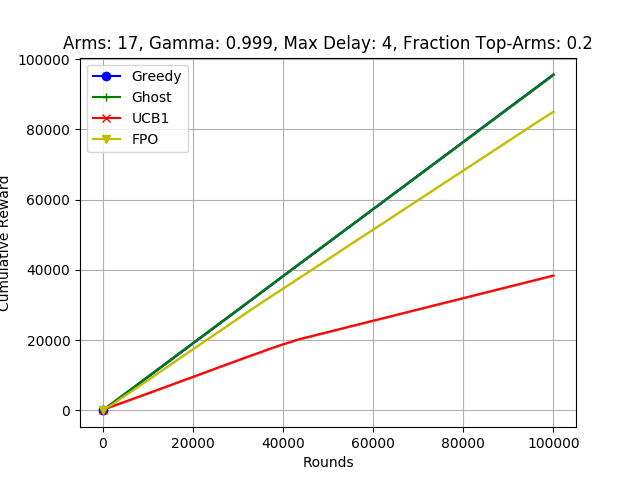 Arms: 17, Gamma: 0.999, Max Delay: 4, Fraction Top-Arms: 0.2
Greedy
Ghost
UCB1
FPO
Cumulative Reward
100000
80000
60000
40000
20000
0
0 20000 40000 60000 80000 100000
Rounds